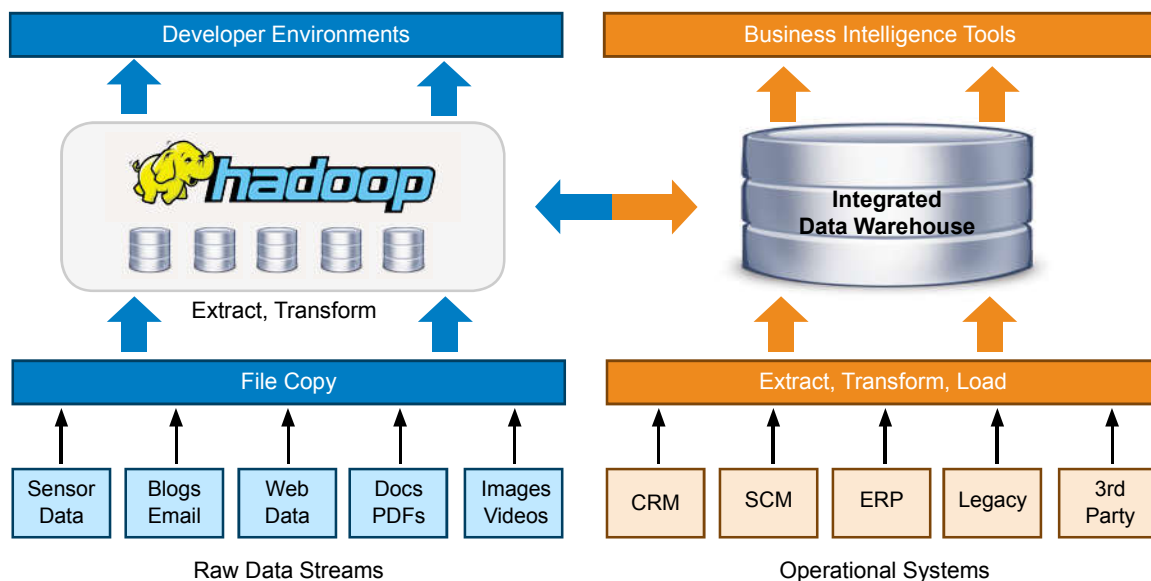 Developer Environments
Business Intelligence Tools
hadoop
Integrated
Data Warehouse
Extract, Transform
File Copy
Extract, Transform, Load
Sensor
Data
Blogs
Email
Web
Data
Docs
PDFs
Images
Videos
CRM
SCM
ERP
Legacy
3rd
Party
Raw Data Streams
Operational Systems